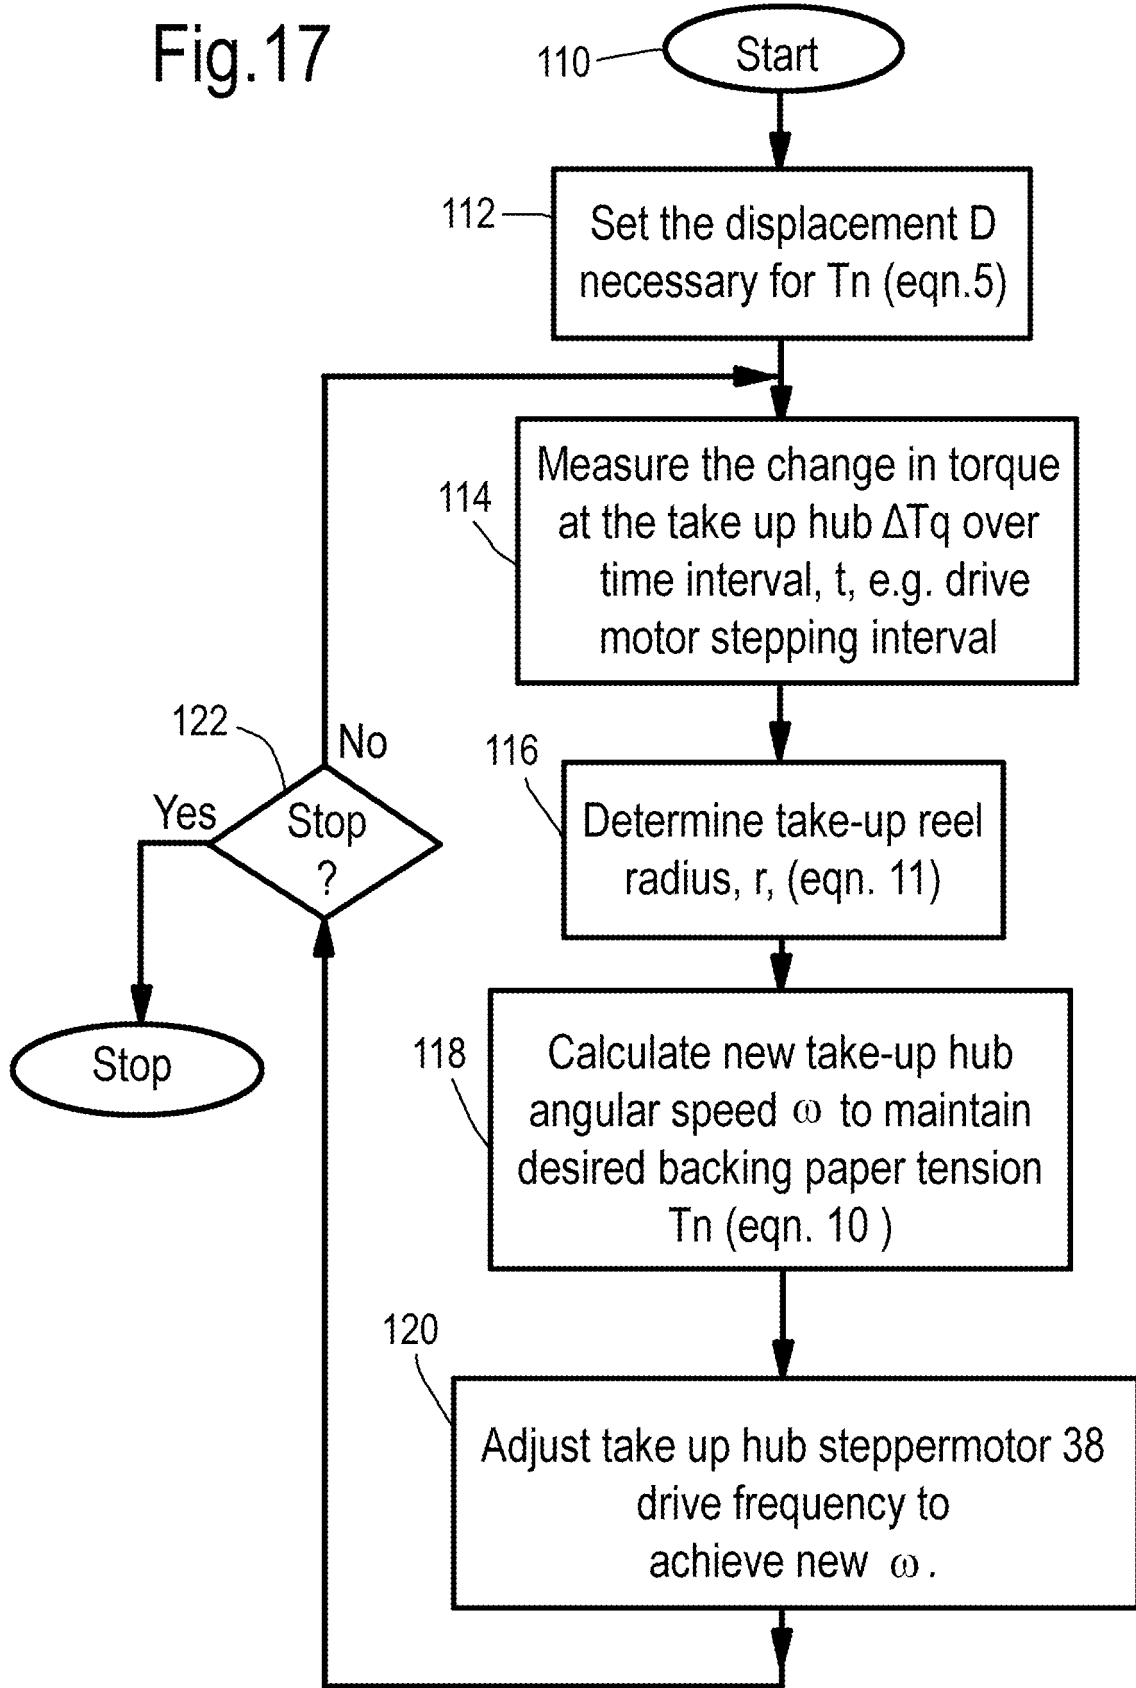 Fig.17
110
Start
112
Set the displacement D
necessary for Tn (eqn.5)
114
Measure the change in torque
at the take up hub ΔTq over
time interval, t, e.g. drive
motor stepping interval
116
Determine take-up reel
radius, r, (eqn. 11)
118
Calculate new take-up hub
angular speed ω to maintain
desired backing paper tension
Tn (eqn. 10 )
120
Adjust take up hub steppermotor 38
drive frequency to
achieve new ω.
122
No
Yes
Stop
?
Stop